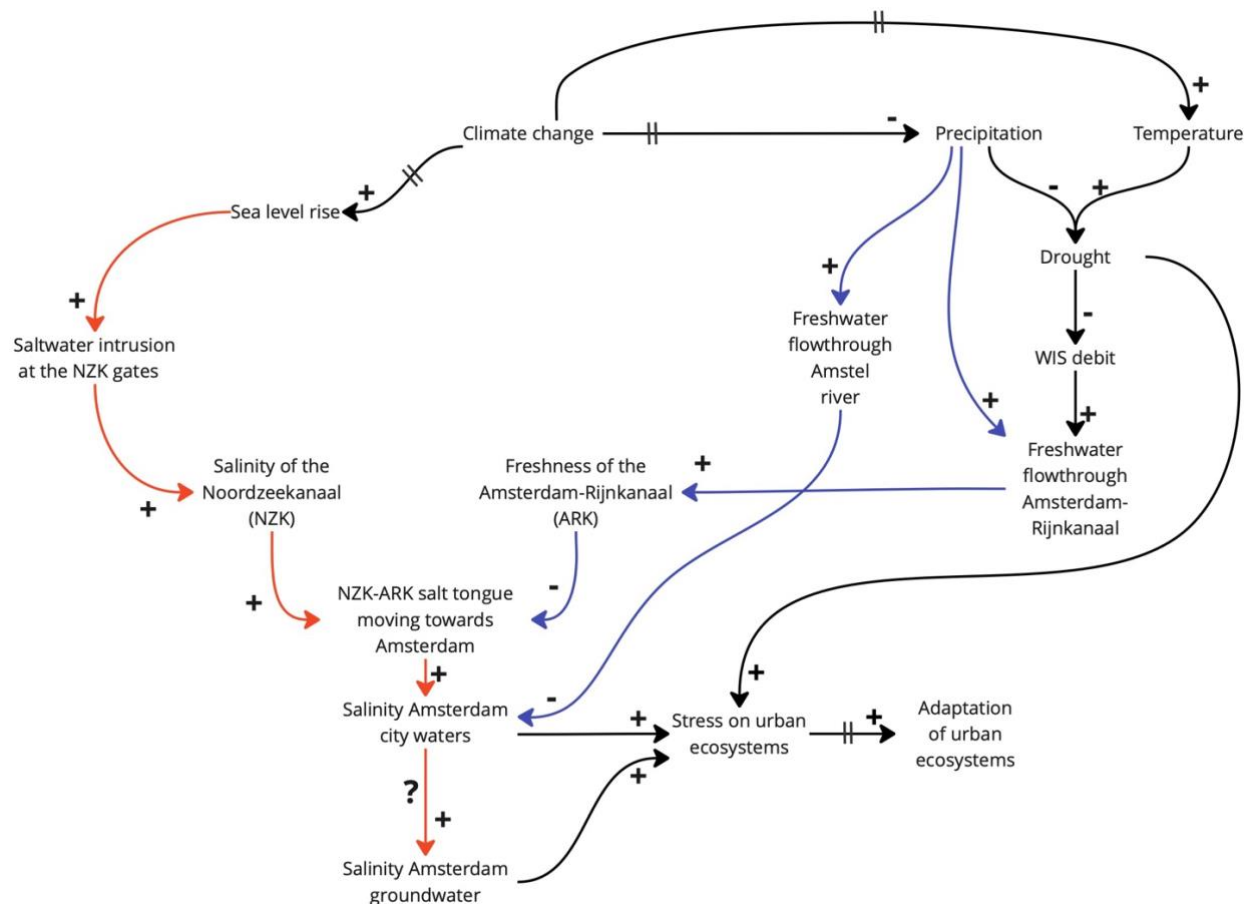 Climate change
Precipitation
Temperature
Sea level rise
Drought
Saltwater intrusion
at the NZK gates
Freshwater
flowthrough
Amstel
river
WIS debit
Salinity of the
Noordzeekanaal
(NZK)
Freshness of the
Amsterdam-Rijnkanaal
(ARK)
Freshwater
flowthrough
Amsterdam-
Rijnkanaal
NZK-ARK salt tongue
moving towards
Amsterdam
Salinity Amsterdam
city waters
Stress on urban
ecosystems
Adaptation
of urban
ecosystems
?
Salinity Amsterdam
groundwater